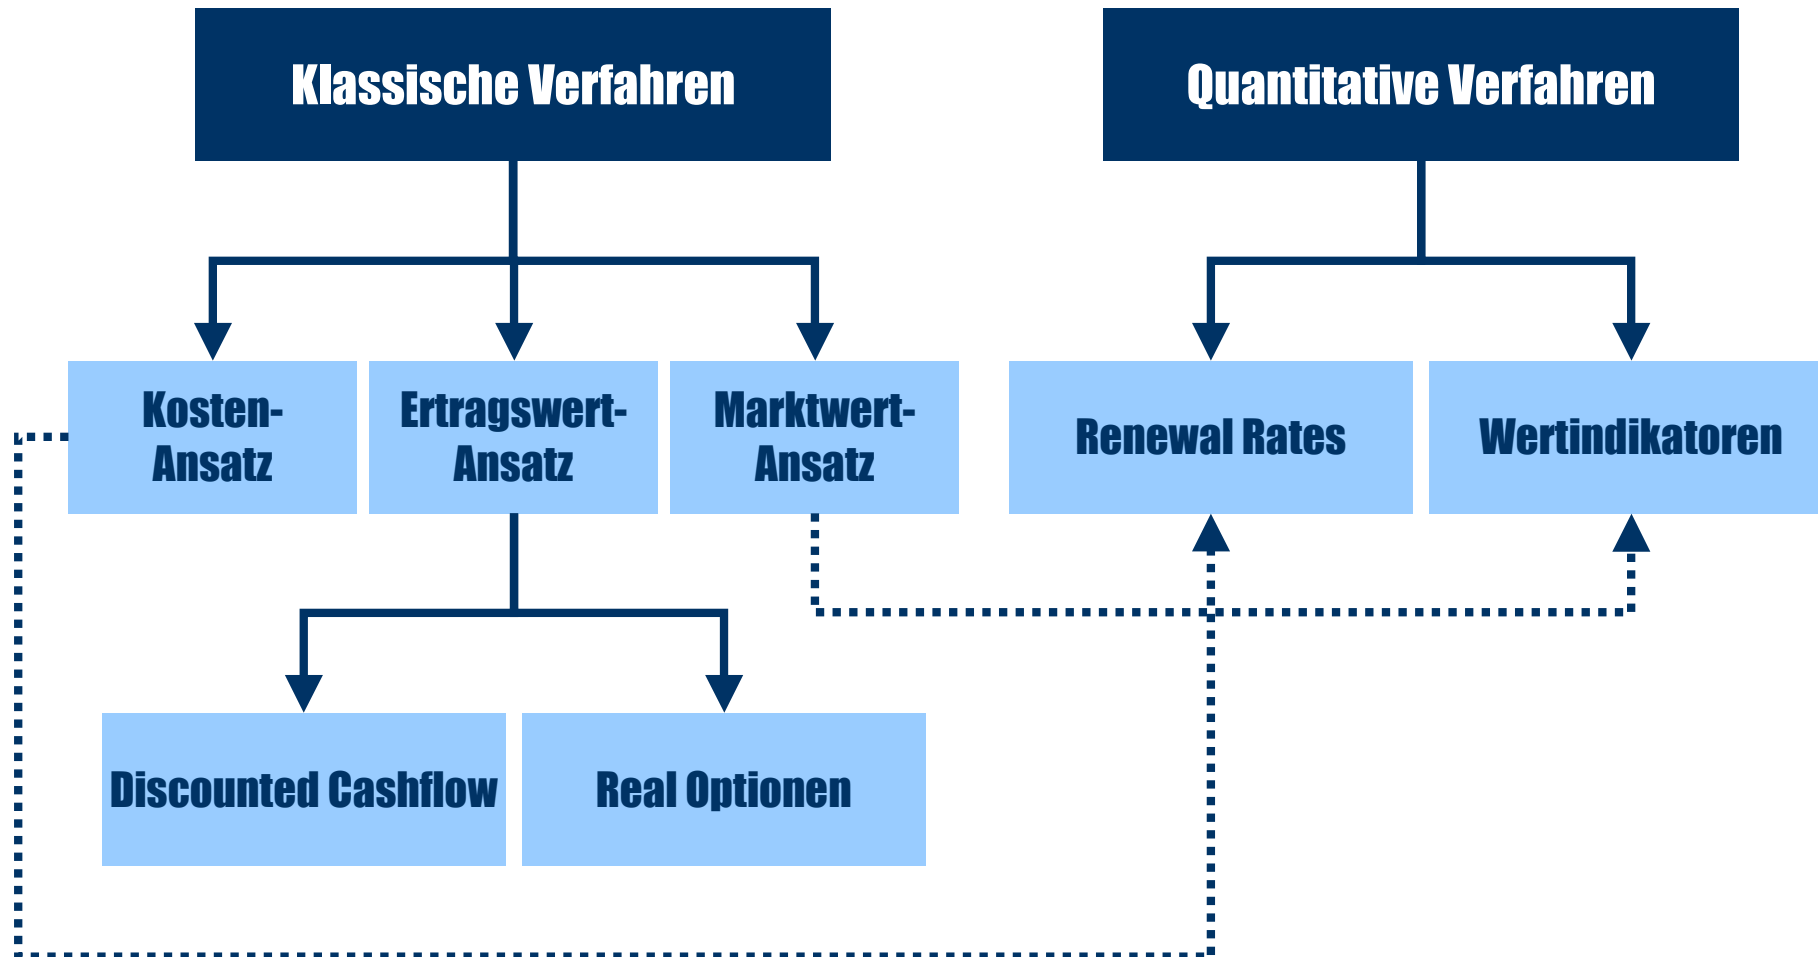 Klassische Verfahren
Quantitative Verfahren
Kosten-
Ansatz
Ertragswert-
Ansatz
Marktwert-
Ansatz
Renewal Rates
Wertindikatoren
Discounted Cashflow
Real Optionen